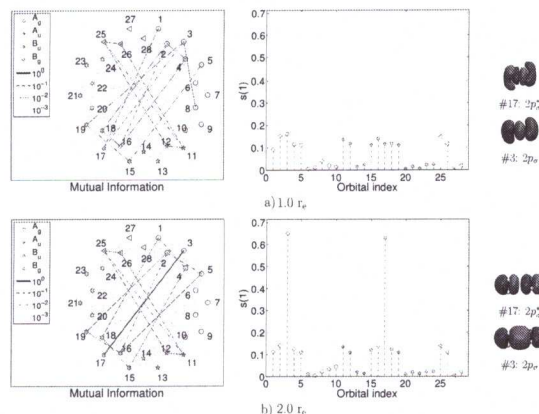 A_g
A_u
B_u
B_g
10^0
10^-1
10^-2
10^-3
27 1
25 28 2 3
26 4
23 24 5
22 6
21 7
20 8
19 18 10 9
17 16 12 11
15 14 13
Mutual Information
s(1)
0.7
0.6
0.5
0.4
0.3
0.2
0.1
0
0 5 10 15 20 25
Orbital index
#3: 2p_σ
a) 1.0 r_e
A_g
A_u
B_u
B_g
10^0
10^-1
10^-2
10^-3
27 1
25 28 2 3
26 4
23 24 5
22 6
21 7
20 8
19 18 10 9
17 16 12 11
15 14 13
Mutual Information
s(1)
0.7
0.6
0.5
0.4
0.3
0.2
0.1
0
0 5 10 15 20 25
Orbital index
#3: 2p_σ
b) 2.0 r_e